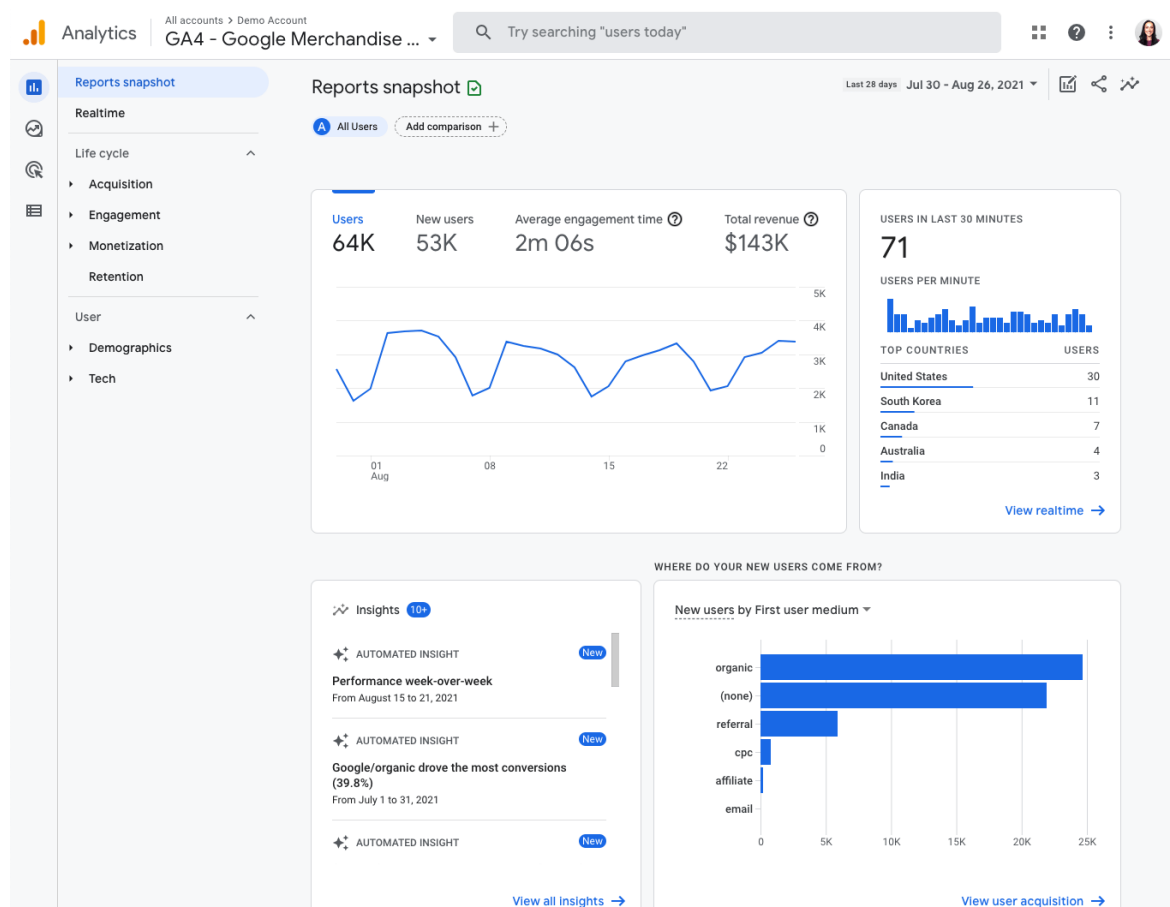 Analytics
All accounts > Demo Account
GA4 - Google Merchandise ...
Try searching "users today"
Reports snapshot
Realtime
Life cycle
Acquisition
Engagement
Monetization
Retention
User
Demographics
Tech
Reports snapshot
Last 28 days Jul 30 - Aug 26, 2021
A All Users
Add comparison +
Users
64K
New users
53K
Average engagement time
2m 06s
Total revenue
$143K
5K
4K
3K
2K
1K
0
01
Aug
08
15
22
USERS IN LAST 30 MINUTES
71
USERS PER MINUTE
TOP COUNTRIES USERS
United States 30
South Korea 11
Canada 7
Australia 4
India 3
View realtime
Insights 10+
AUTOMATED INSIGHT New
Performance week-over-week
From August 15 to 21, 2021
AUTOMATED INSIGHT New
Google/organic drove the most conversions
(39.8%)
From July 1 to 31, 2021
AUTOMATED INSIGHT New
View all insights
WHERE DO YOUR NEW USERS COME FROM?
New users by First user medium
organic
(none)
referral
cpc
affiliate
email
0 5K 10K 15K 20K 25K
View user acquisition